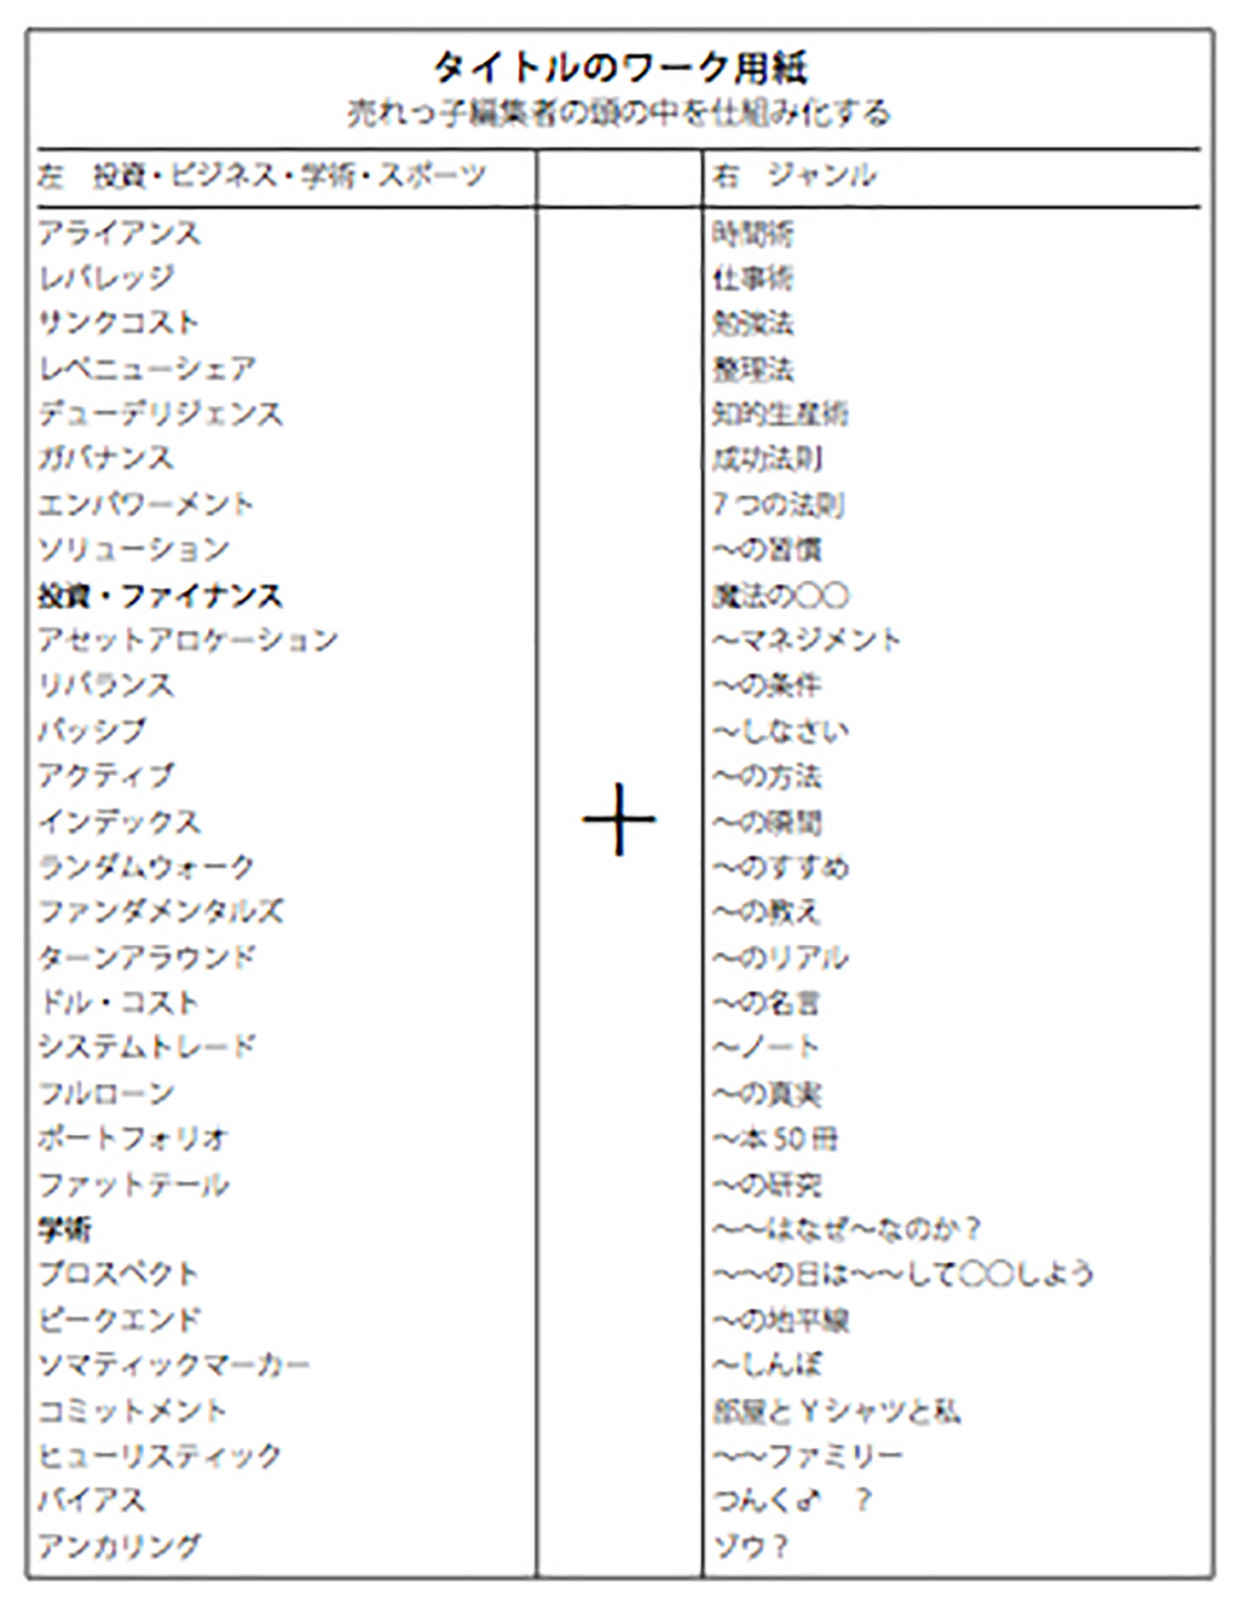 タイトルのワーク用紙
売れっ子編集者の頭の中を仕組み化する
左　投資・ビジネス・学術・スポーツ
右　ジャンル
アライアンス
レバレッジ
サンクコスト
レベニューシェア
デューデリジェンス
ガバナンス
エンパワーメント
ソリューション
投資・ファイナンス
アセットアロケーション
リバランス
パッシブ
アクティブ
インデックス
ランダムウォーク
ファンダメンタルズ
ターンアラウンド
ドル・コスト
システムトレード
フルローン
ポートフォリオ
ファットテール
学術
プロスペクト
ピークエンド
ソマティックマーカー
コミットメント
ヒューリスティック
バイアス
アンカリング
＋
時間術
仕事術
勉強法
整理法
知的生産術
成功法則
7つの法則
〜の習慣
魔法の〇〇
〜マネジメント
〜の条件
〜しなさい
〜の方法
〜の瞬間
〜のすすめ
〜の教え
〜のリアル
〜の名言
〜ノート
〜の真実
〜本50冊
〜の研究
〜〜はなぜ〜なのか？
〜〜の日は〜〜して〇〇しよう
〜の地平線
〜しんぼ
部屋とYシャツと私
〜〜ファミリー
つんく♂　？
ゾウ？